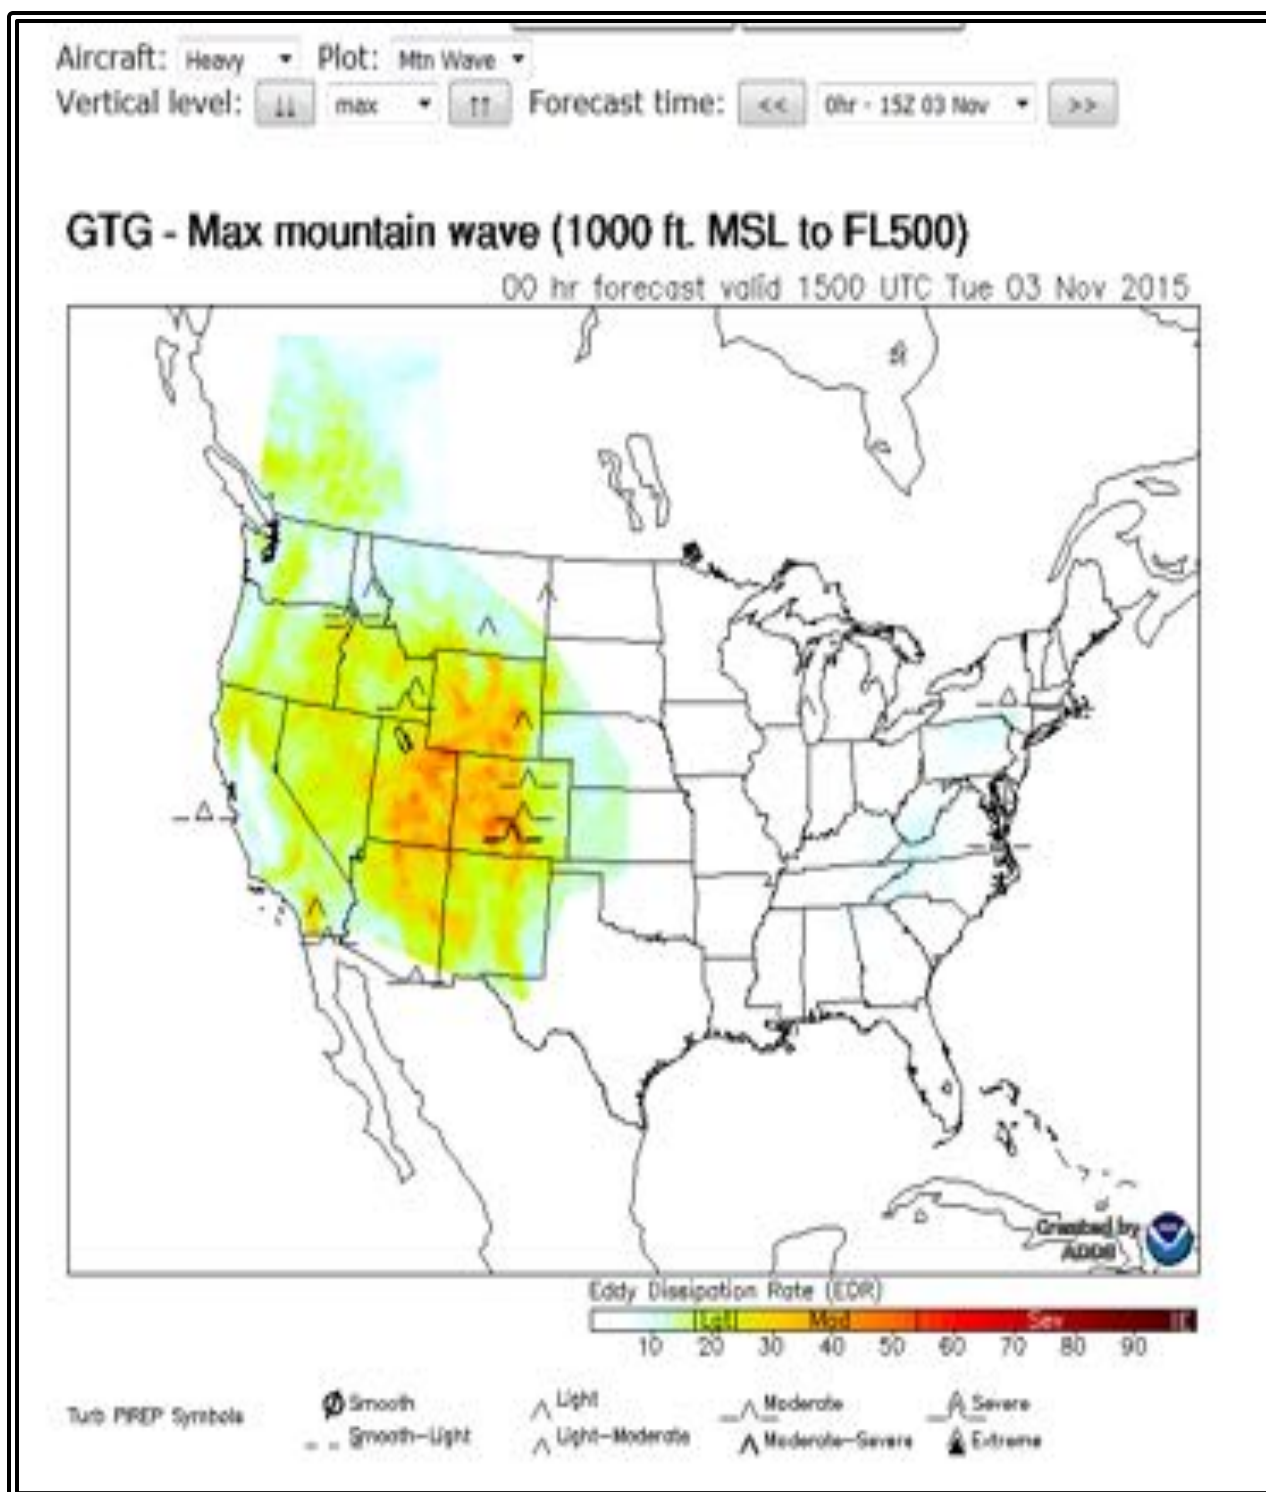 Aircraft: Heavy Plot: Mtn Wave
Vertical level: ↓↓ max ↑↑ Forecast time: << 0hr - 15Z 03 Nov >>
GTG - Max mountain wave (1000 ft. MSL to FL500)
00 hr forecast valid 1500 UTC Tue 03 Nov 2015
Created by
ADDS
Eddy Dissipation Rate (EDR)
Lgt Mod Sev
10 20 30 40 50 60 70 80 90
Turb PIREP Symbols
Smooth Light Moderate Severe
Smooth-Light Light-Moderate Moderate-Severe Extreme